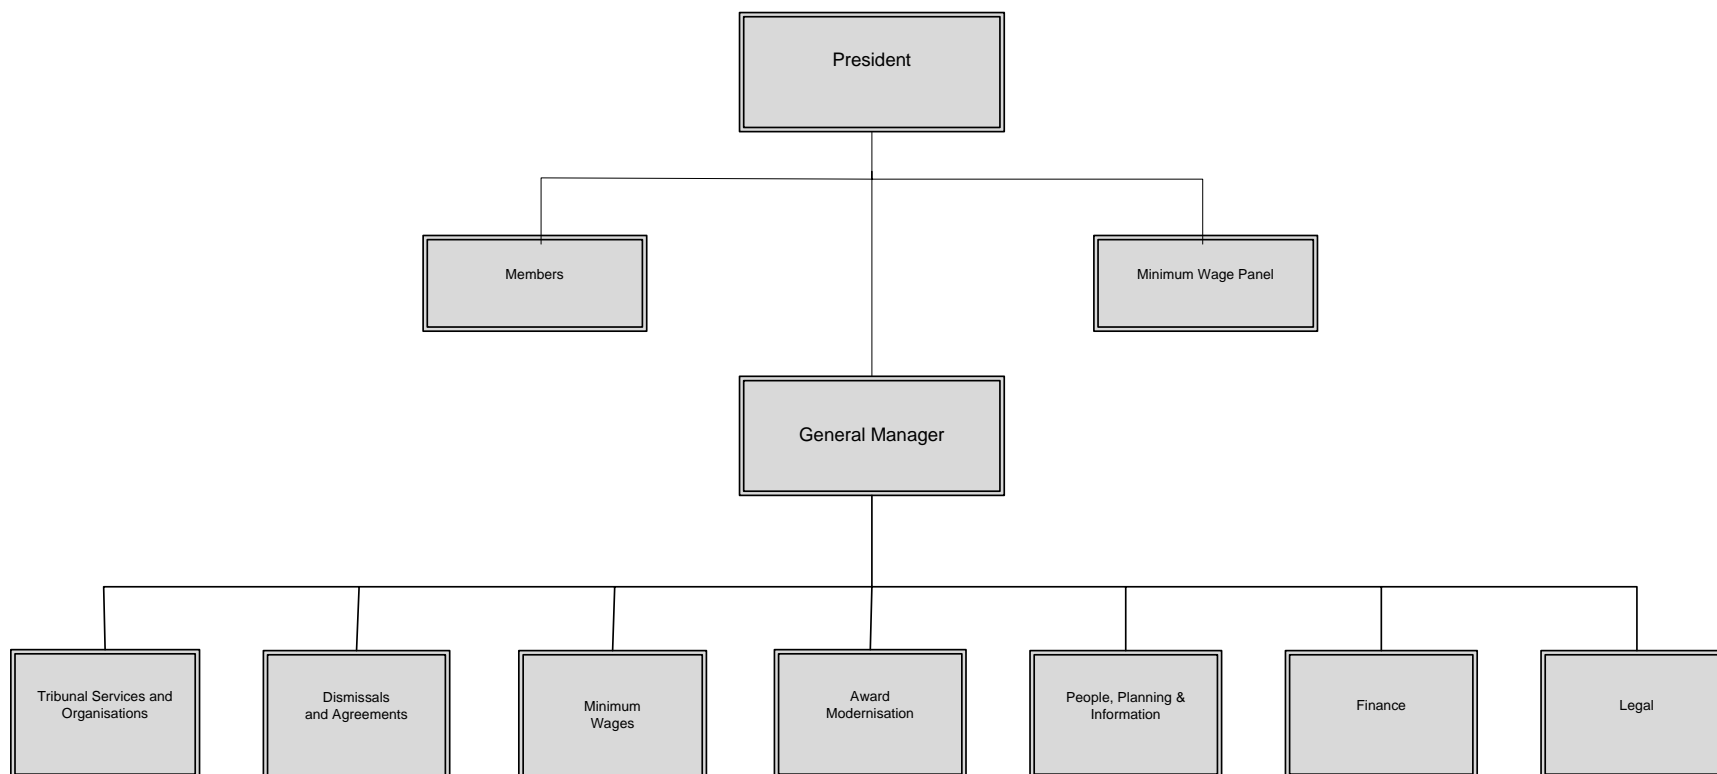 President
Members
Minimum Wage Panel
General Manager
Tribunal Services and
Organisations
Dismissals
and Agreements
Minimum
Wages
Award
Modernisation
People, Planning &
Information
Finance
Legal